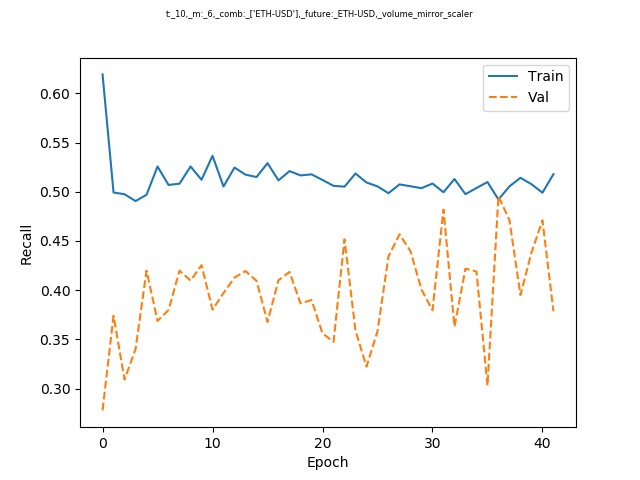 t:_10,_m:_6,_comb:_['ETH-USD'],_future:_ETH-USD,_volume_mirror_scaler
Train
Val
0.60
0.55
0.50
0.45
0.40
0.35
0.30
Recall
0 10 20 30 40
Epoch